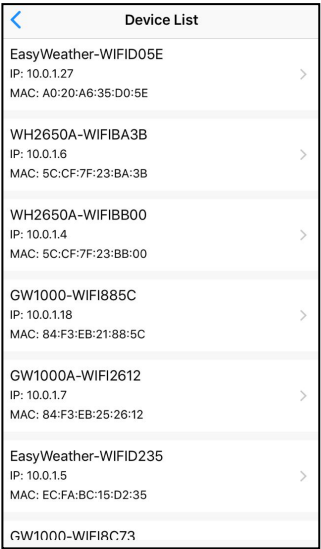 Device List
EasyWeather-WIFID05E
IP: 10.0.1.27
MAC: A0:20:A6:35:D0:5E
WH2650A-WIFIBA3B
IP: 10.0.1.6
MAC: 5C:CF:7F:23:BA:3B
WH2650A-WIFIBB00
IP: 10.0.1.4
MAC: 5C:CF:7F:23:BB:00
GW1000-WIFI885C
IP: 10.0.1.18
MAC: 84:F3:EB:21:88:5C
GW1000A-WIFI2612
IP: 10.0.1.7
MAC: 84:F3:EB:25:26:12
EasyWeather-WIFID235
IP: 10.0.1.5
MAC: EC:FA:BC:15:D2:35
GW1000-WIFI8C73